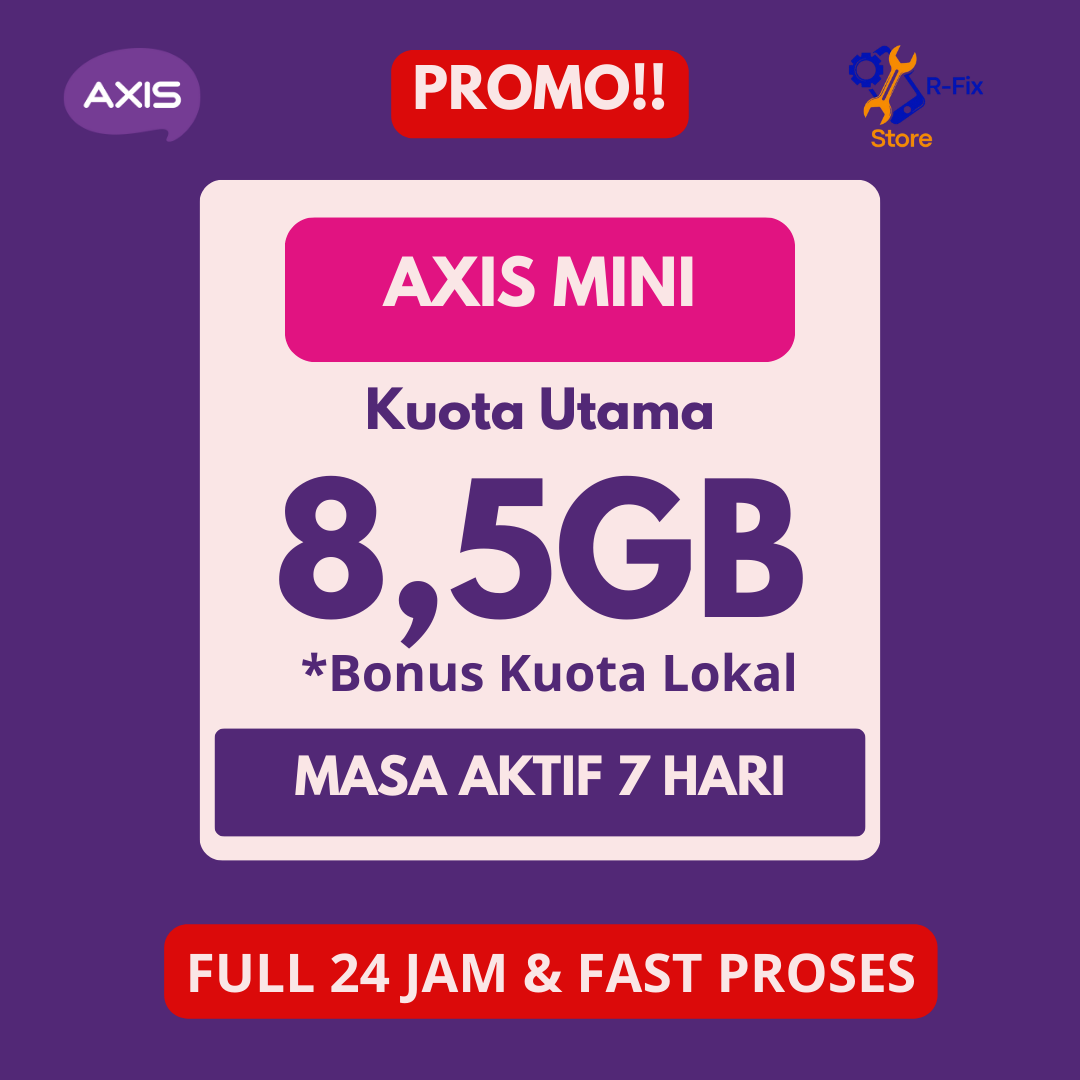 AXIS
PROMO!!
R-Fix
Store
AXIS MINI
Kuota Utama
8,5GB
*Bonus Kuota Lokal
MASA AKTIF 7 HARI
FULL 24 JAM & FAST PROSES